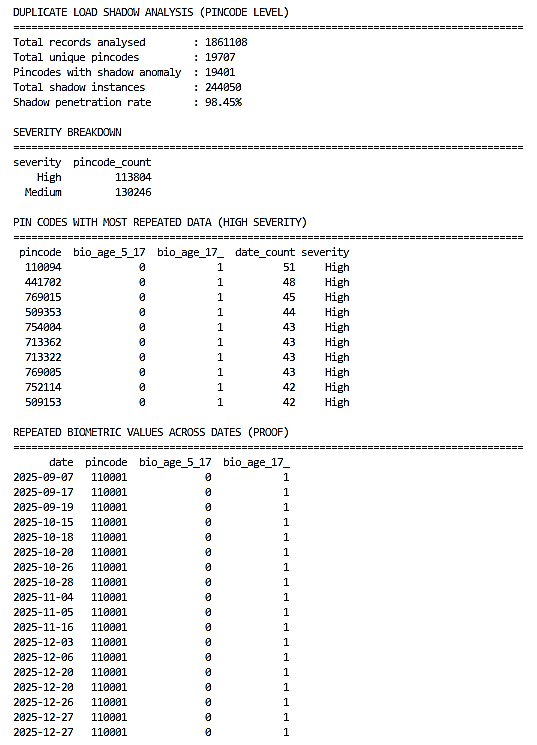 DUPLICATE LOAD SHADOW ANALYSIS (PINCODE LEVEL)
=====================================================================================
Total records analysed        : 1861108
Total unique pincodes         : 19707
Pincodes with shadow anomaly  : 19401
Total shadow instances        : 244050
Shadow penetration rate       : 98.45%
SEVERITY BREAKDOWN
=====================================================================================
severity  pincode_count
    High         113804
  Medium         130246
PIN CODES WITH MOST REPEATED DATA (HIGH SEVERITY)
=====================================================================================
 pincode  bio_age_5_17  bio_age_17_  date_count severity
  110094             0            1          51     High
  441702             0            1          48     High
  769015             0            1          45     High
  509353             0            1          44     High
  754004             0            1          43     High
  713362             0            1          43     High
  713322             0            1          43     High
  769005             0            1          43     High
  752114             0            1          42     High
  509153             0            1          42     High
REPEATED BIOMETRIC VALUES ACROSS DATES (PROOF)
=====================================================================================
      date  pincode  bio_age_5_17  bio_age_17_
2025-09-07   110001             0            1
2025-09-17   110001             0            1
2025-09-19   110001             0            1
2025-10-15   110001             0            1
2025-10-18   110001             0            1
2025-10-20   110001             0            1
2025-10-26   110001             0            1
2025-10-28   110001             0            1
2025-11-04   110001             0            1
2025-11-05   110001             0            1
2025-11-16   110001             0            1
2025-12-03   110001             0            1
2025-12-06   110001             0            1
2025-12-20   110001             0            1
2025-12-20   110001             0            1
2025-12-26   110001             0            1
2025-12-27   110001             0            1
2025-12-27   110001             0            1